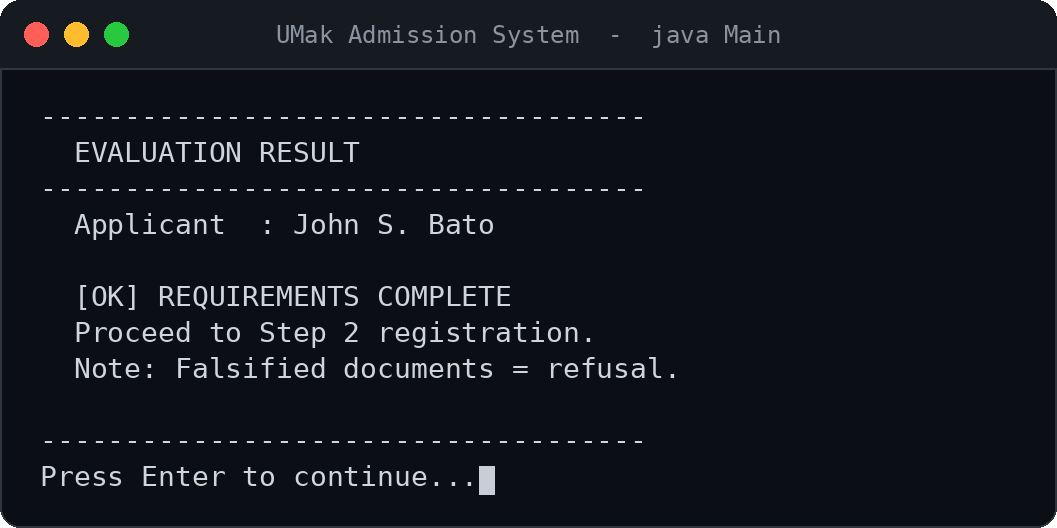 UMak Admission System  -  java Main
------------------------------------
  EVALUATION RESULT
------------------------------------
  Applicant  : John S. Bato

  [OK] REQUIREMENTS COMPLETE
  Proceed to Step 2 registration.
  Note: Falsified documents = refusal.

------------------------------------
Press Enter to continue...